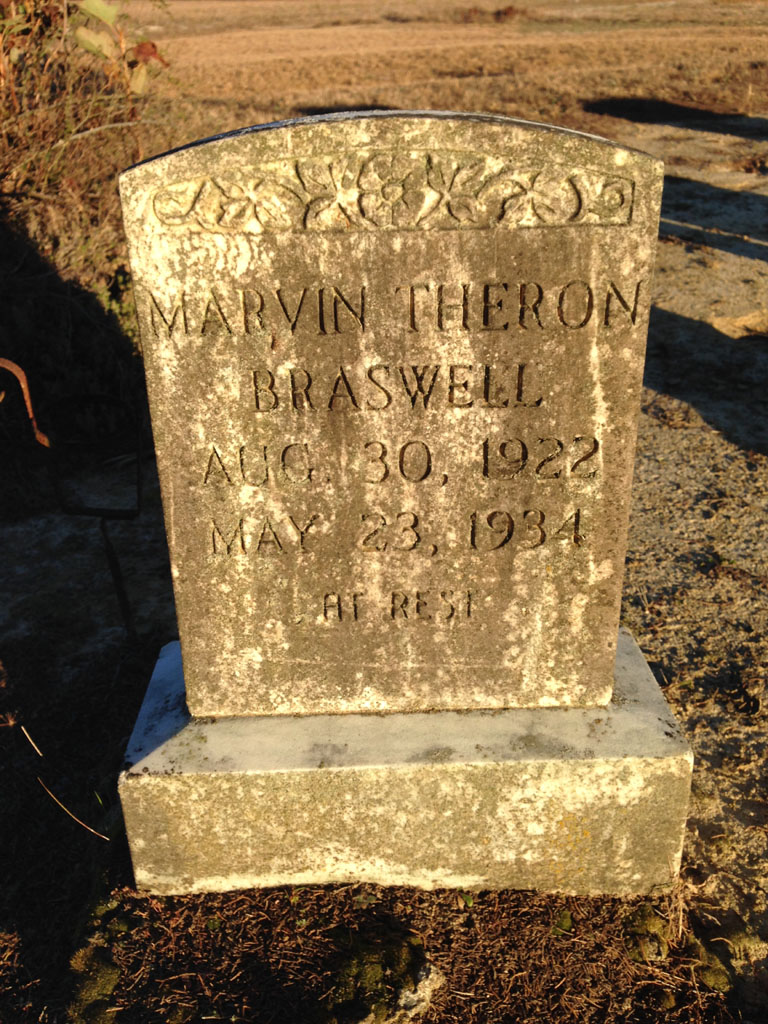 MARVIN THERON
BRASWELL
AUG. 30, 1922
MAY 23, 1934
AT REST